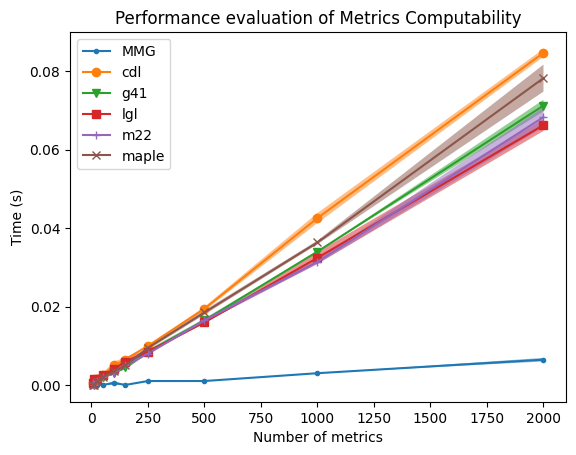 Performance evaluation of Metrics Computability
MMG
cdl
g41
lgl
m22
maple
0.08
0.06
0.04
0.02
0.00
Time (s)
0 250 500 750 1000 1250 1500 1750 2000
Number of metrics